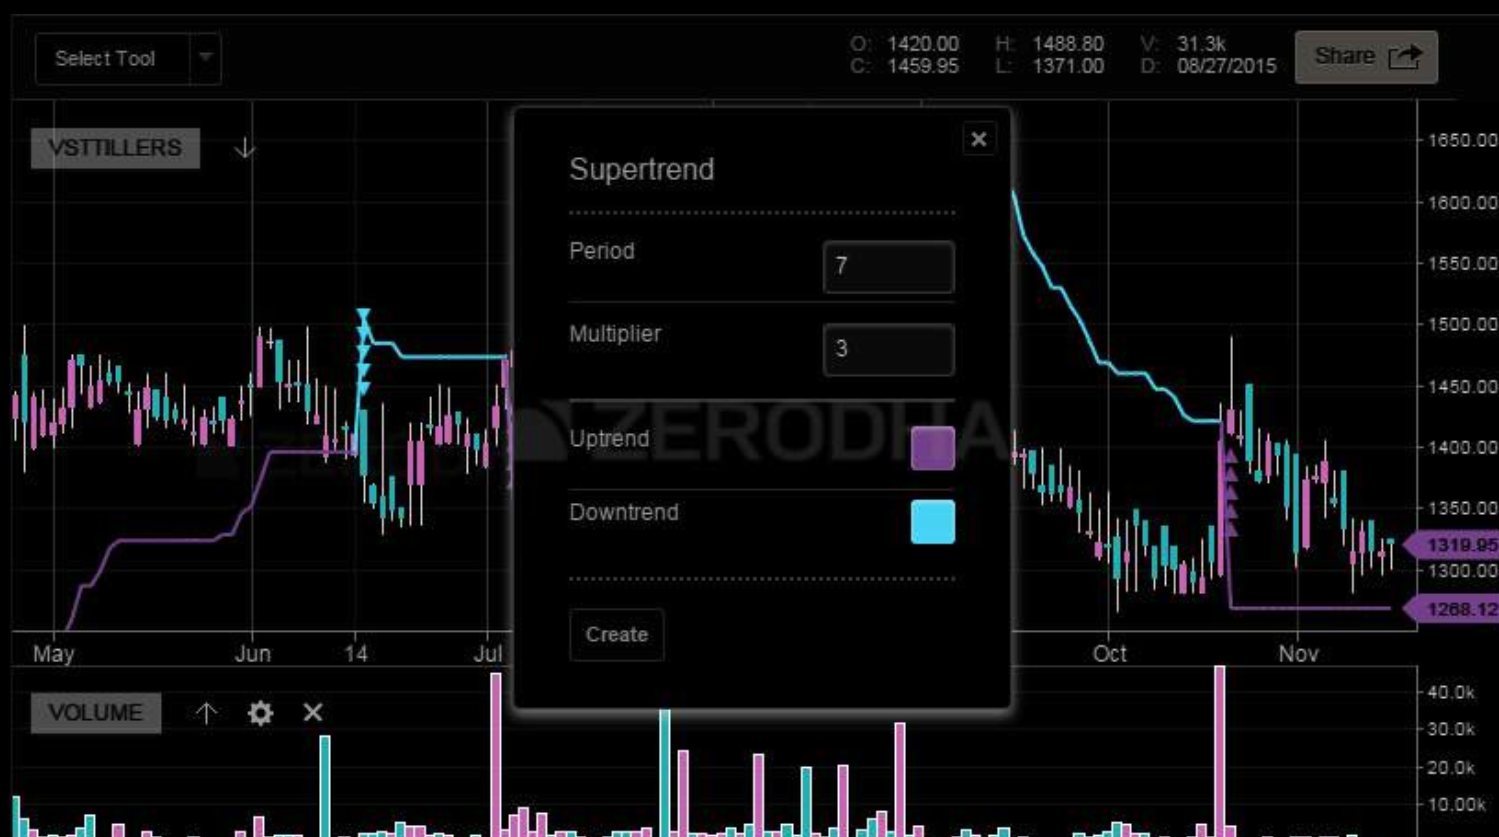 Select Tool
O: 1420.00 H: 1488.80 V: 31.3k
C: 1459.95 L: 1371.00 D: 08/27/2015
Share
VSTTILLERS
Supertrend
Period
7
Multiplier
3
ZERODHA
Uptrend
Downtrend
Create
1650.00
1600.00
1550.00
1500.00
1450.00
1400.00
1350.00
1319.95
1300.00
1268.12
May Jun 14 Jul Oct Nov
VOLUME
40.0k
30.0k
20.0k
10.00k